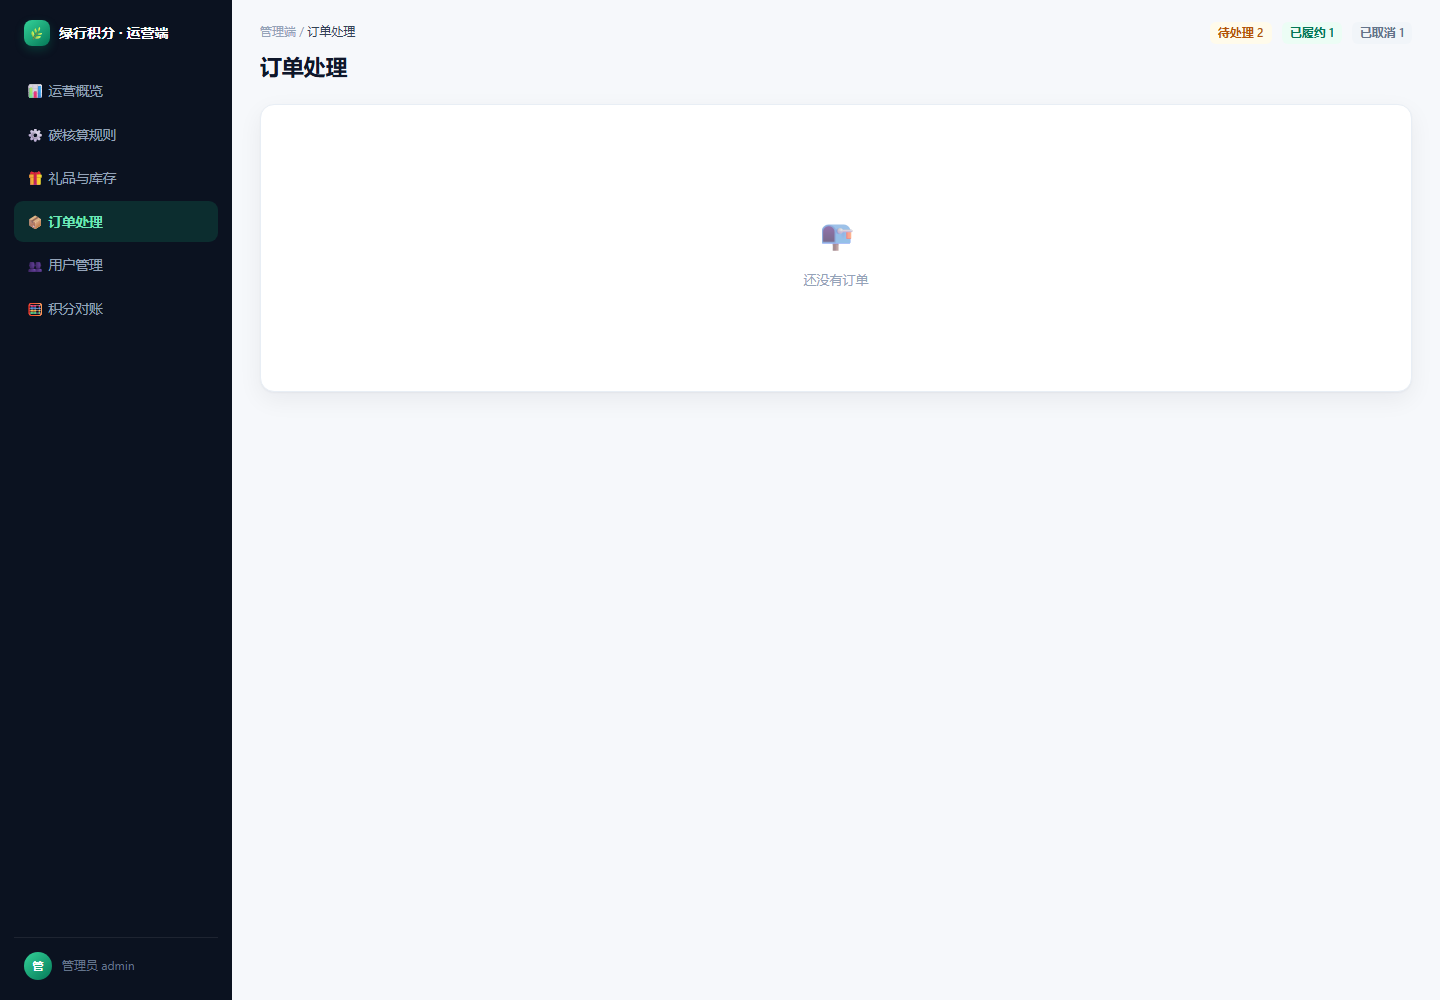 绿行积分 · 运营端
运营概览
碳核算规则
礼品与库存
订单处理
用户管理
积分对账
管
管理员 admin
管理端 / 订单处理
订单处理
待处理 2
已履约 1
已取消 1
还没有订单